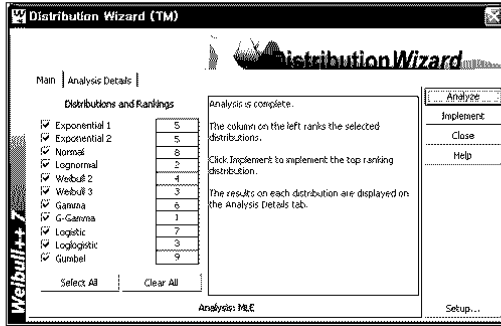 Distribution Wizard (TM)
Distribution Wizard
Main
Analysis Details
Distributions and Rankings
Exponential 1 5
Exponential 2 5
Normal 8
Lognormal 2
Weibull 2 4
Weibull 3 3
Gamma 6
G-Gamma 1
Logistic 7
Loglogistic 3
Gumbel 9
Select All
Clear All
Analysis is complete.
The column on the left ranks the selected
distributions.
Click Implement to implement the top ranking
distribution.
The results on each distribution are displayed on
the Analysis Details tab.
Analyze
Implement
Close
Help
Analysis: MLE
Setup...
Weibull++ 7